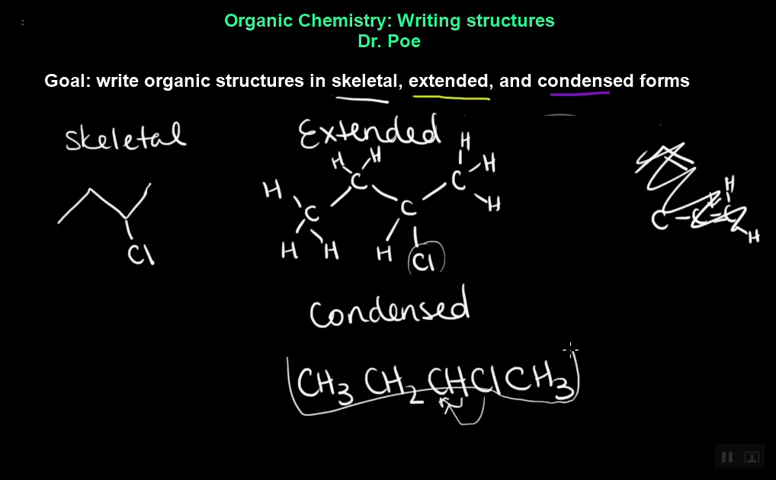 Organic Chemistry: Writing structures
Dr. Poe
Goal: write organic structures in skeletal, extended, and condensed forms
Skeletal
Cl
Extended
H H H
H
C C H
H C C
H H H Cl
Condensed
CH3 CH2 CHClCH3
H
C - C - C
H